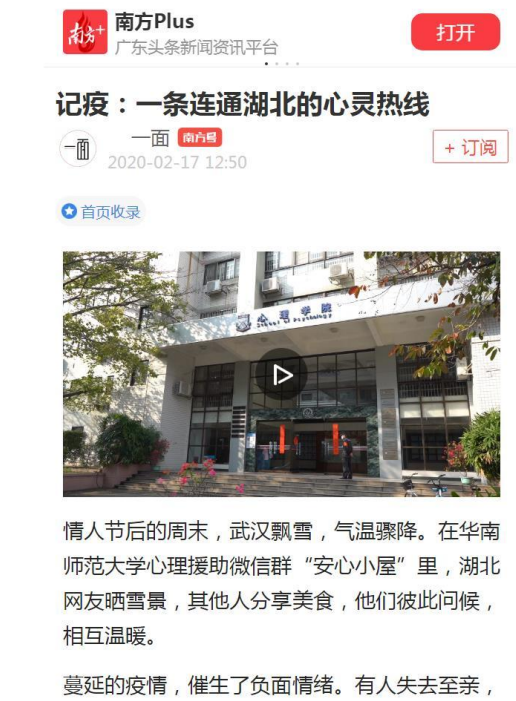 南方+
南方Plus
广东头条新闻资讯平台
打开
记疫：一条连通湖北的心灵热线
一面
一面 南方号
2020-02-17 12:50
+ 订阅
首页收录
心理学院
School of Psychology
情人节后的周末，武汉飘雪，气温骤降。在华南
师范大学心理援助微信群“安心小屋”里，湖北
网友晒雪景，其他人分享美食，他们彼此问候，
相互温暖。
蔓延的疫情，催生了负面情绪。有人失去至亲，